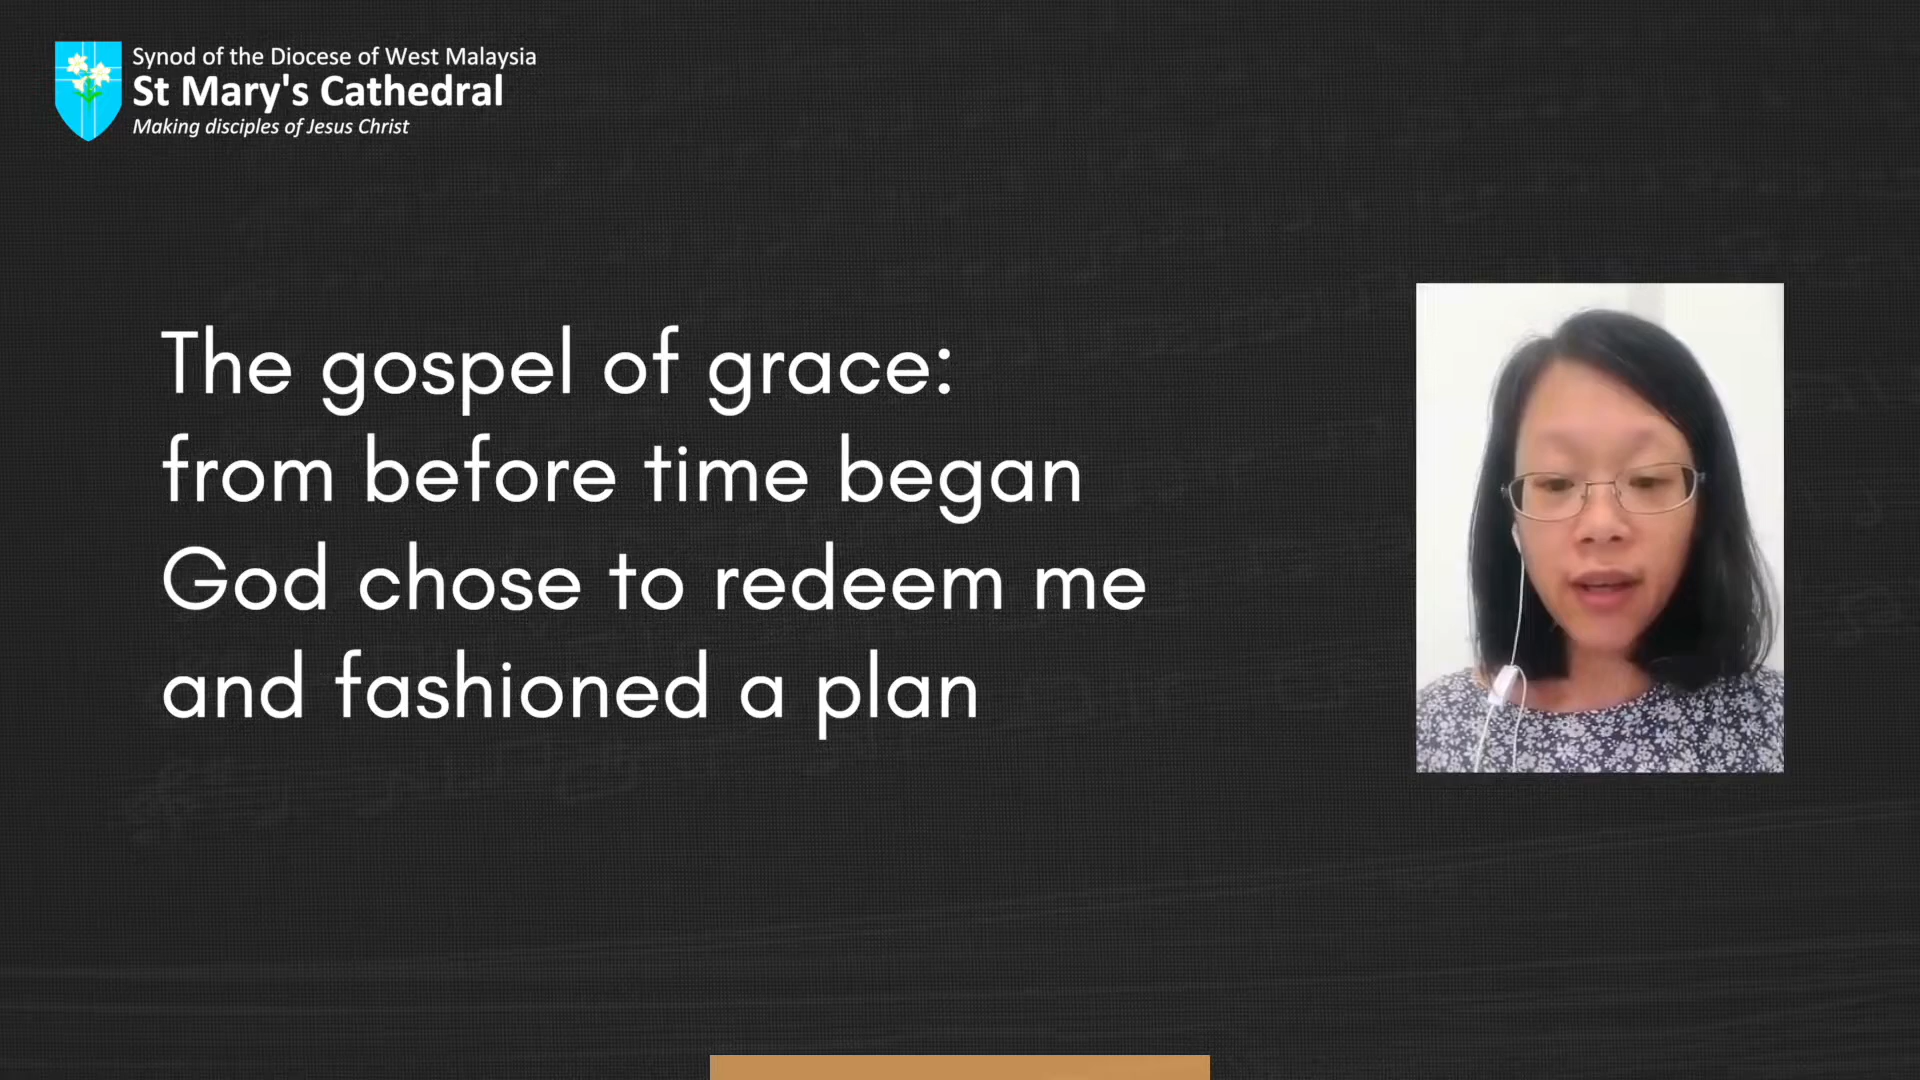 Synod of the Diocese of West Malaysia
St Mary's Cathedral
Making disciples of Jesus Christ
The gospel of grace:
from before time began
God chose to redeem me
and fashioned a plan